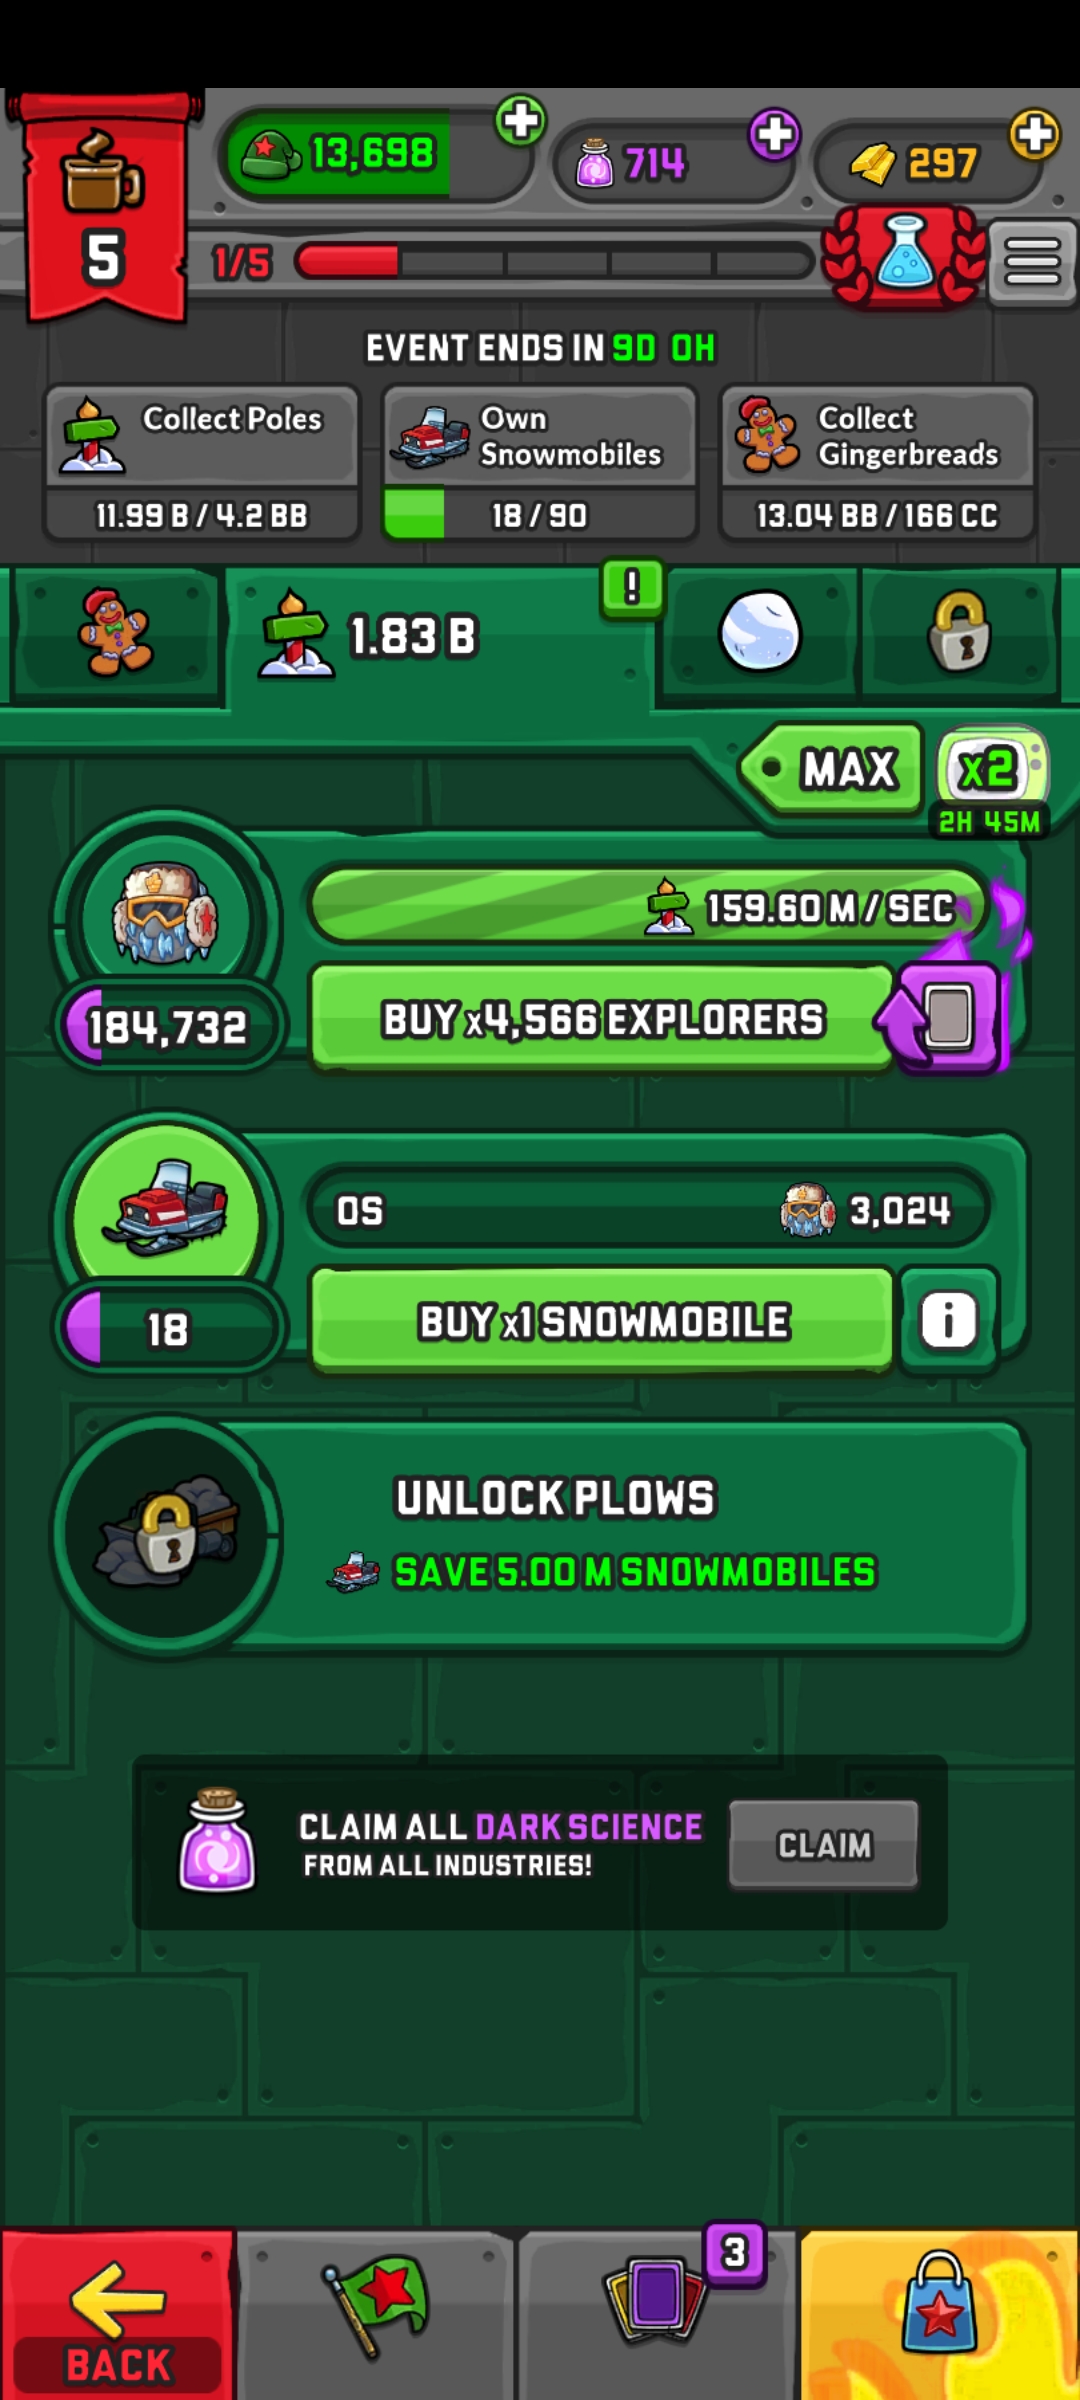 13,698
714
297
5
1/5
EVENT ENDS IN 9D 0H
Collect Poles
Own
Snowmobiles
Collect
Gingerbreads
11.99 B / 4.2 BB
18 / 90
13.04 BB / 166 CC
!
1.83 B
MAX
x2
2H 45M
159.60 M / SEC
184,732
BUY x4,566 EXPLORERS
0S
3,024
18
BUY x1 SNOWMOBILE
i
UNLOCK PLOWS
SAVE 5.00 M SNOWMOBILES
CLAIM ALL DARK SCIENCE
FROM ALL INDUSTRIES!
CLAIM
3
BACK